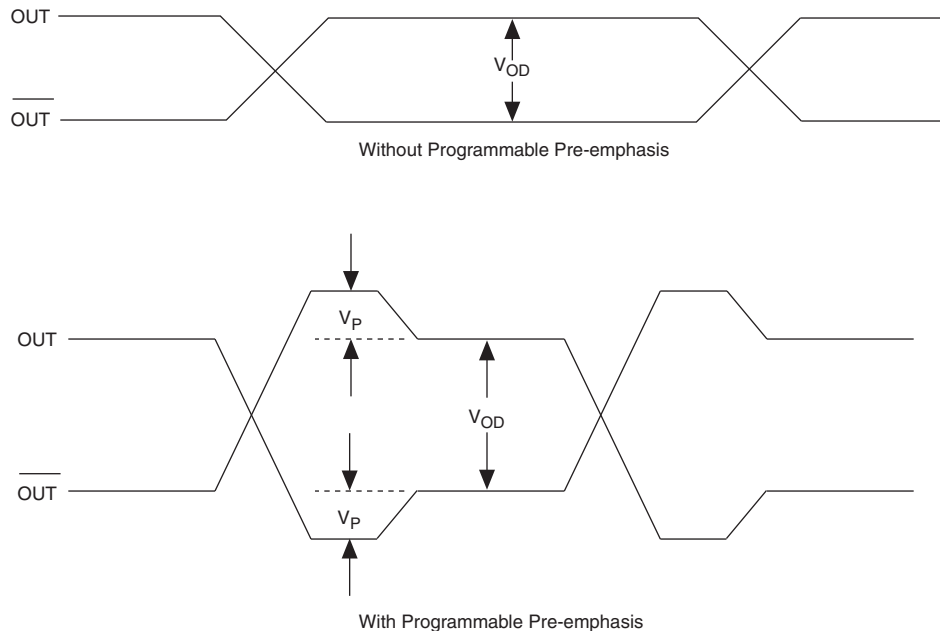 OUT
V_OD
OUT
Without Programmable Pre-emphasis
V_P
OUT
V_OD
OUT
V_P
With Programmable Pre-emphasis